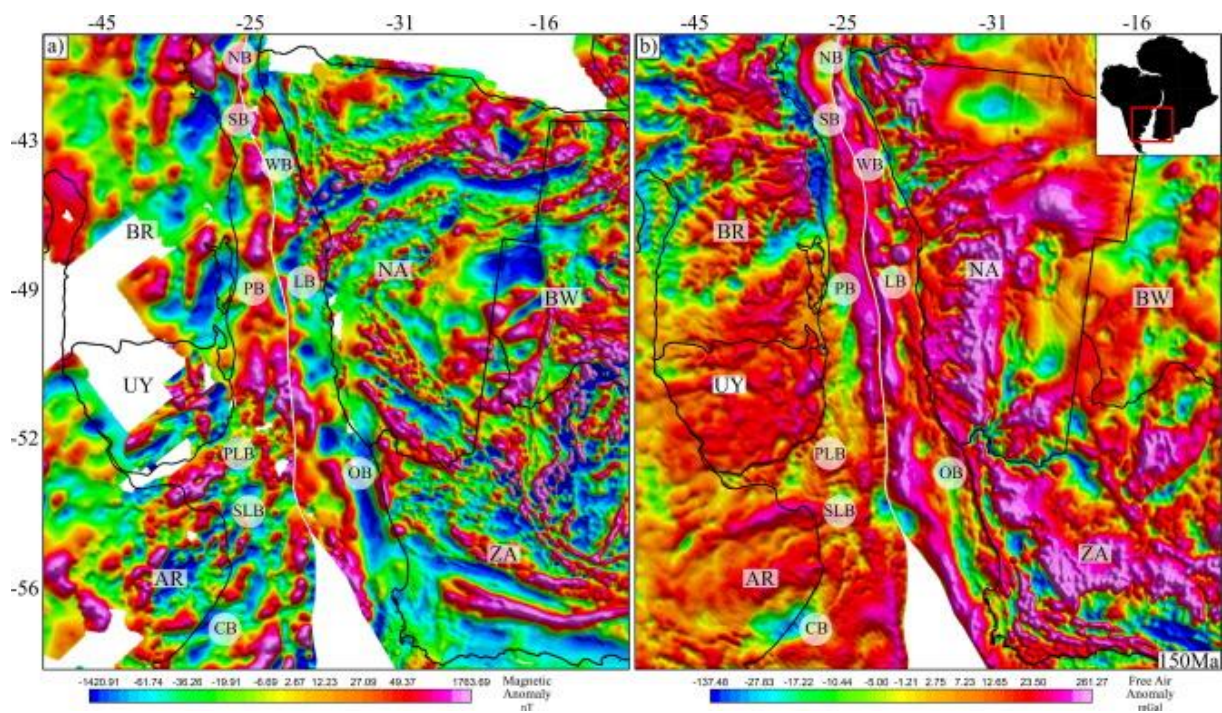 -45 -25 -31 -16 -45 -25 -31 -16
a) b)
NB NB
SB SB
-43
WB WB
BR BR
NA NA
-49 PB LB BW PB LB BW
UY UY
-52
PLB OB PLB OB
SLB SLB
ZA ZA
-56 AR AR
CB CB
150Ma
-1420.91 -61.74 -36.26 -19.91 -6.69 2.67 12.23 27.09 49.37 1763.69 Magnetic
Anomaly
nT
-137.46 -27.83 -17.22 -10.44 -5.00 -1.21 2.75 7.23 12.65 23.50 261.27 Free Air
Anomaly
mGal